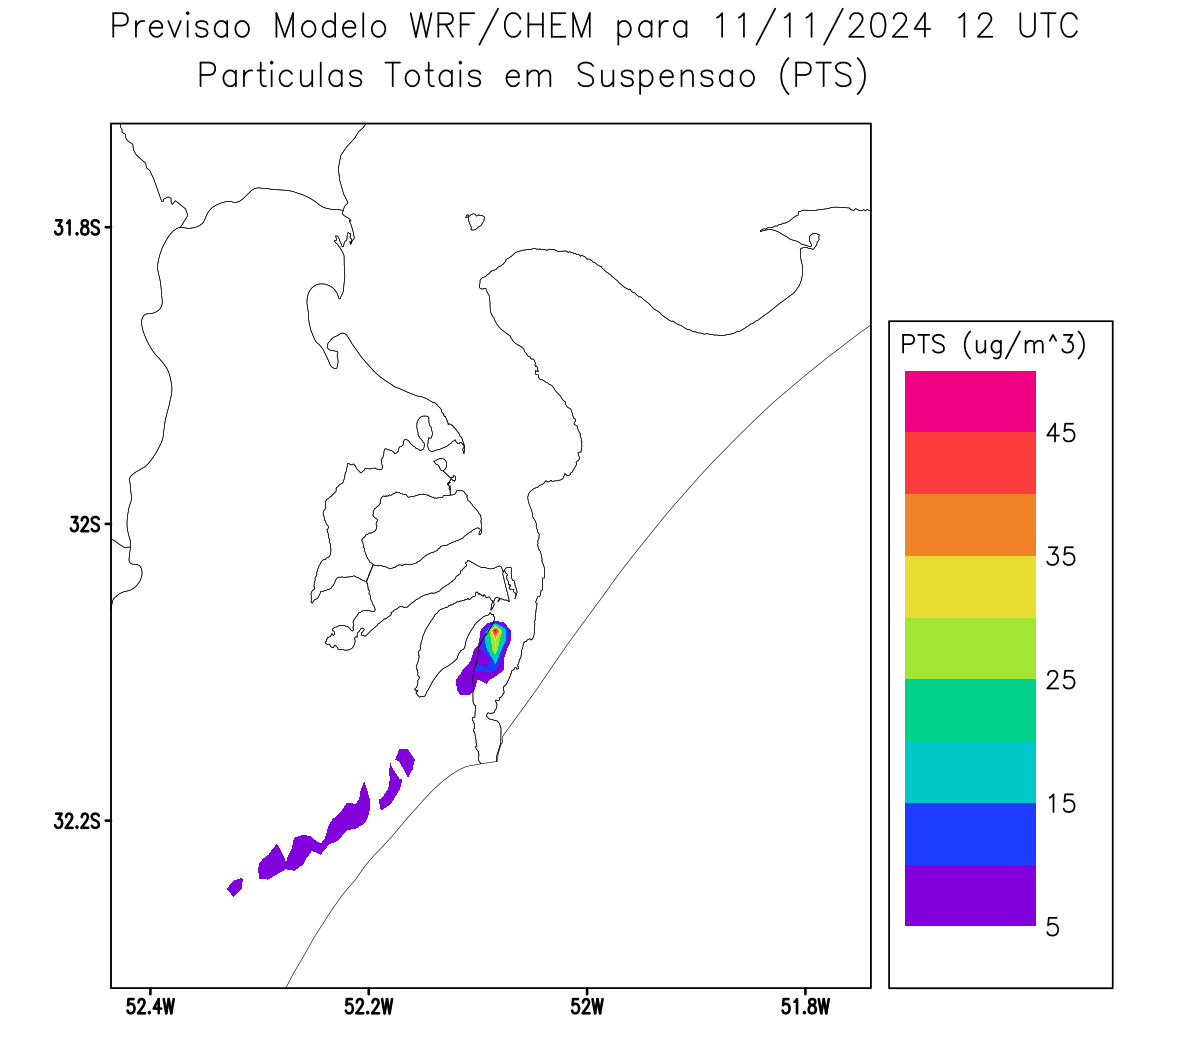 Previsao Modelo WRF/CHEM para 11/11/2024 12 UTC
Particulas Totais em Suspensao (PTS)
31.8S
32S
32.2S
52.4W
52.2W
52W
51.8W
PTS (ug/m^3)
45
35
25
15
5